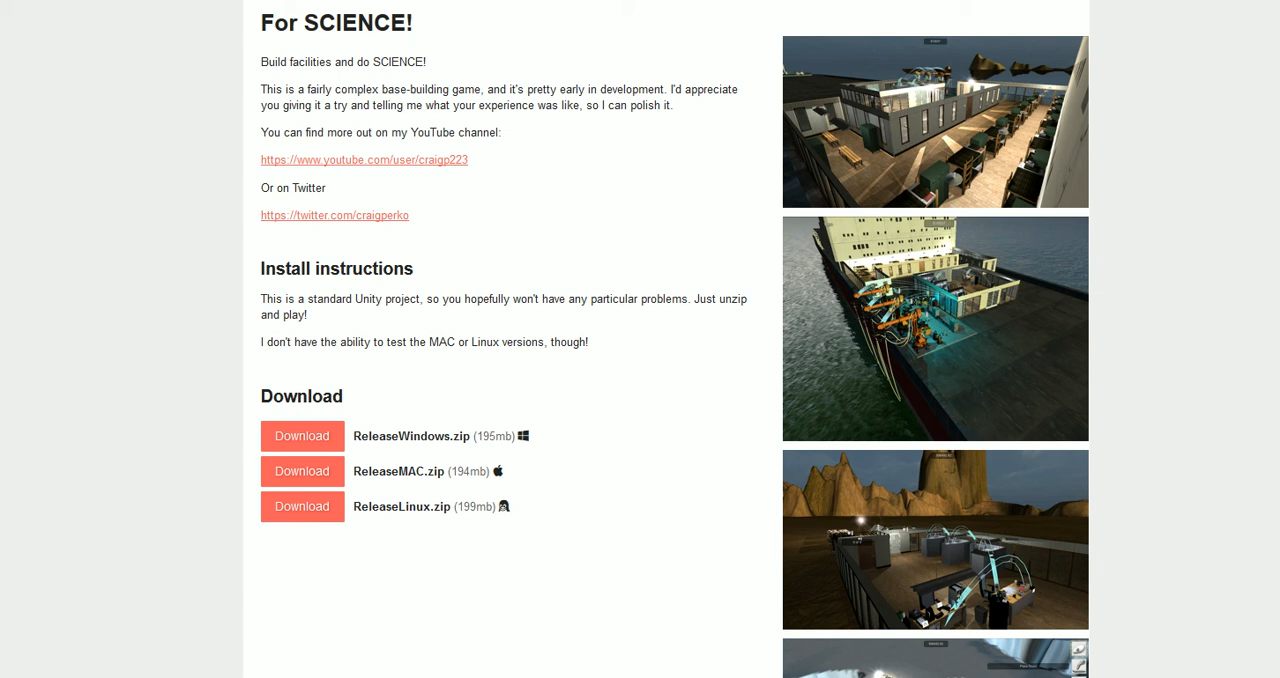 For SCIENCE!
Build facilities and do SCIENCE!
This is a fairly complex base-building game, and it's pretty early in development. I'd appreciate
you giving it a try and telling me what your experience was like, so I can polish it.
You can find more out on my YouTube channel:
https://www.youtube.com/user/craigp223
Or on Twitter
https://twitter.com/craigperko
Install instructions
This is a standard Unity project, so you hopefully won't have any particular problems. Just unzip
and play!
I don't have the ability to test the MAC or Linux versions, though!
Download
Download ReleaseWindows.zip (195mb)
Download ReleaseMAC.zip (194mb)
Download ReleaseLinux.zip (199mb)